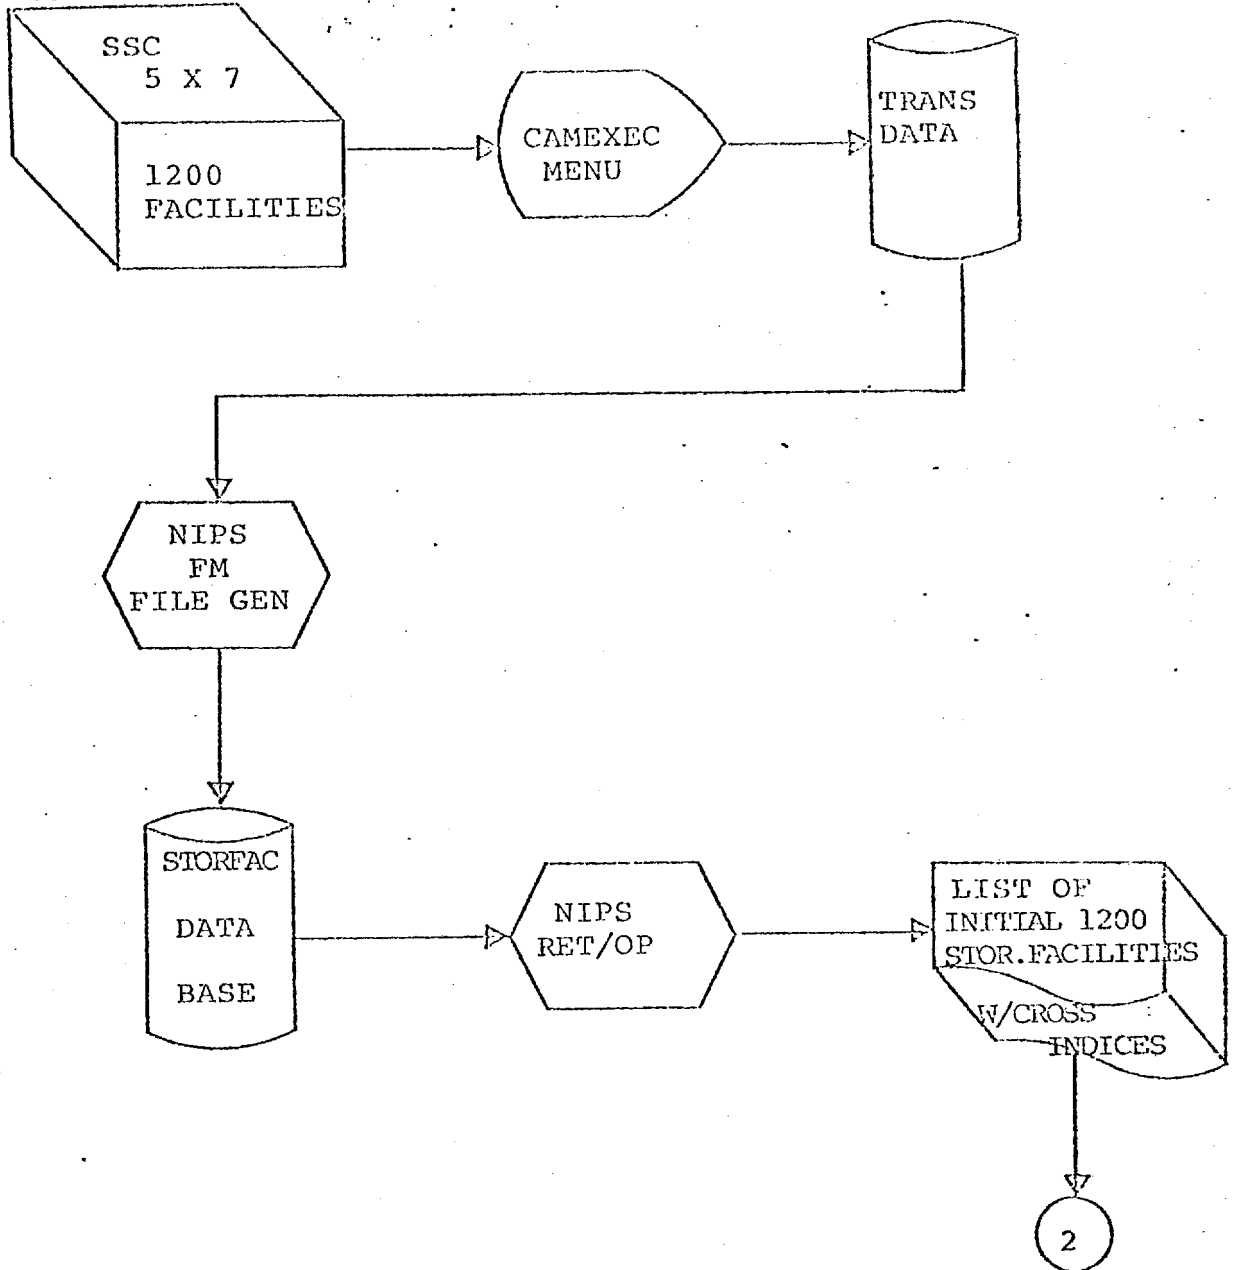 SSC
5 X 7
1200
FACILITIES
CAMEXEC
MENU
TRANS
DATA
NIPS
FM
FILE GEN
STORFAC
DATA
BASE
NIPS
RET/OP
LIST OF
INITIAL 1200
STOR.FACILITIES
W/CROSS
INDICES
2